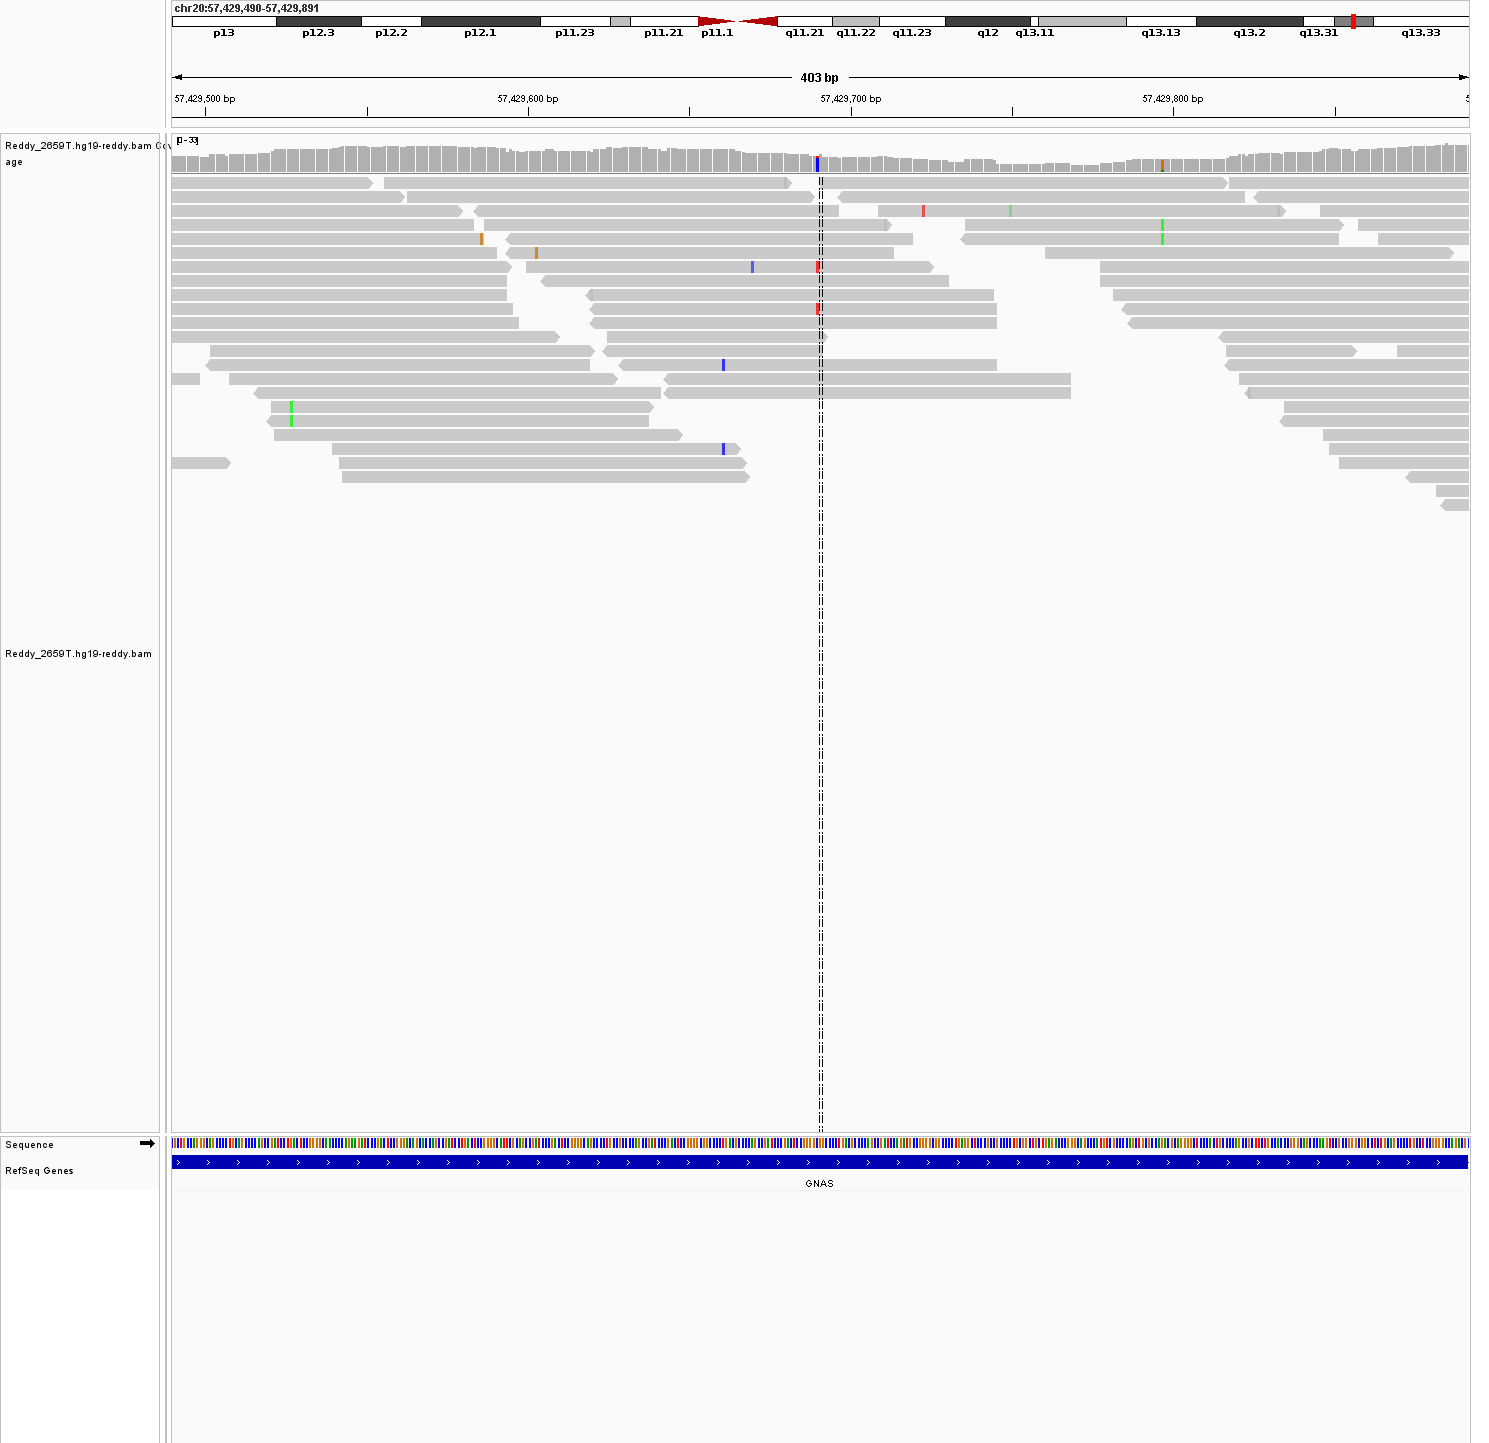 chr20:57,429,490-57,429,891
p13 p12.3 p12.2 p12.1 p11.23 p11.21 p11.1 q11.21 q11.22 q11.23 q12 q13.11 q13.13 q13.2 q13.31 q13.33
403 bp
57,429,500 bp 57,429,600 bp 57,429,700 bp 57,429,800 bp 5
[0 - 33]
Reddy_2659T.hg19-reddy.bam Cov
age
Reddy_2659T.hg19-reddy.bam
Sequence
RefSeq Genes
GNAS